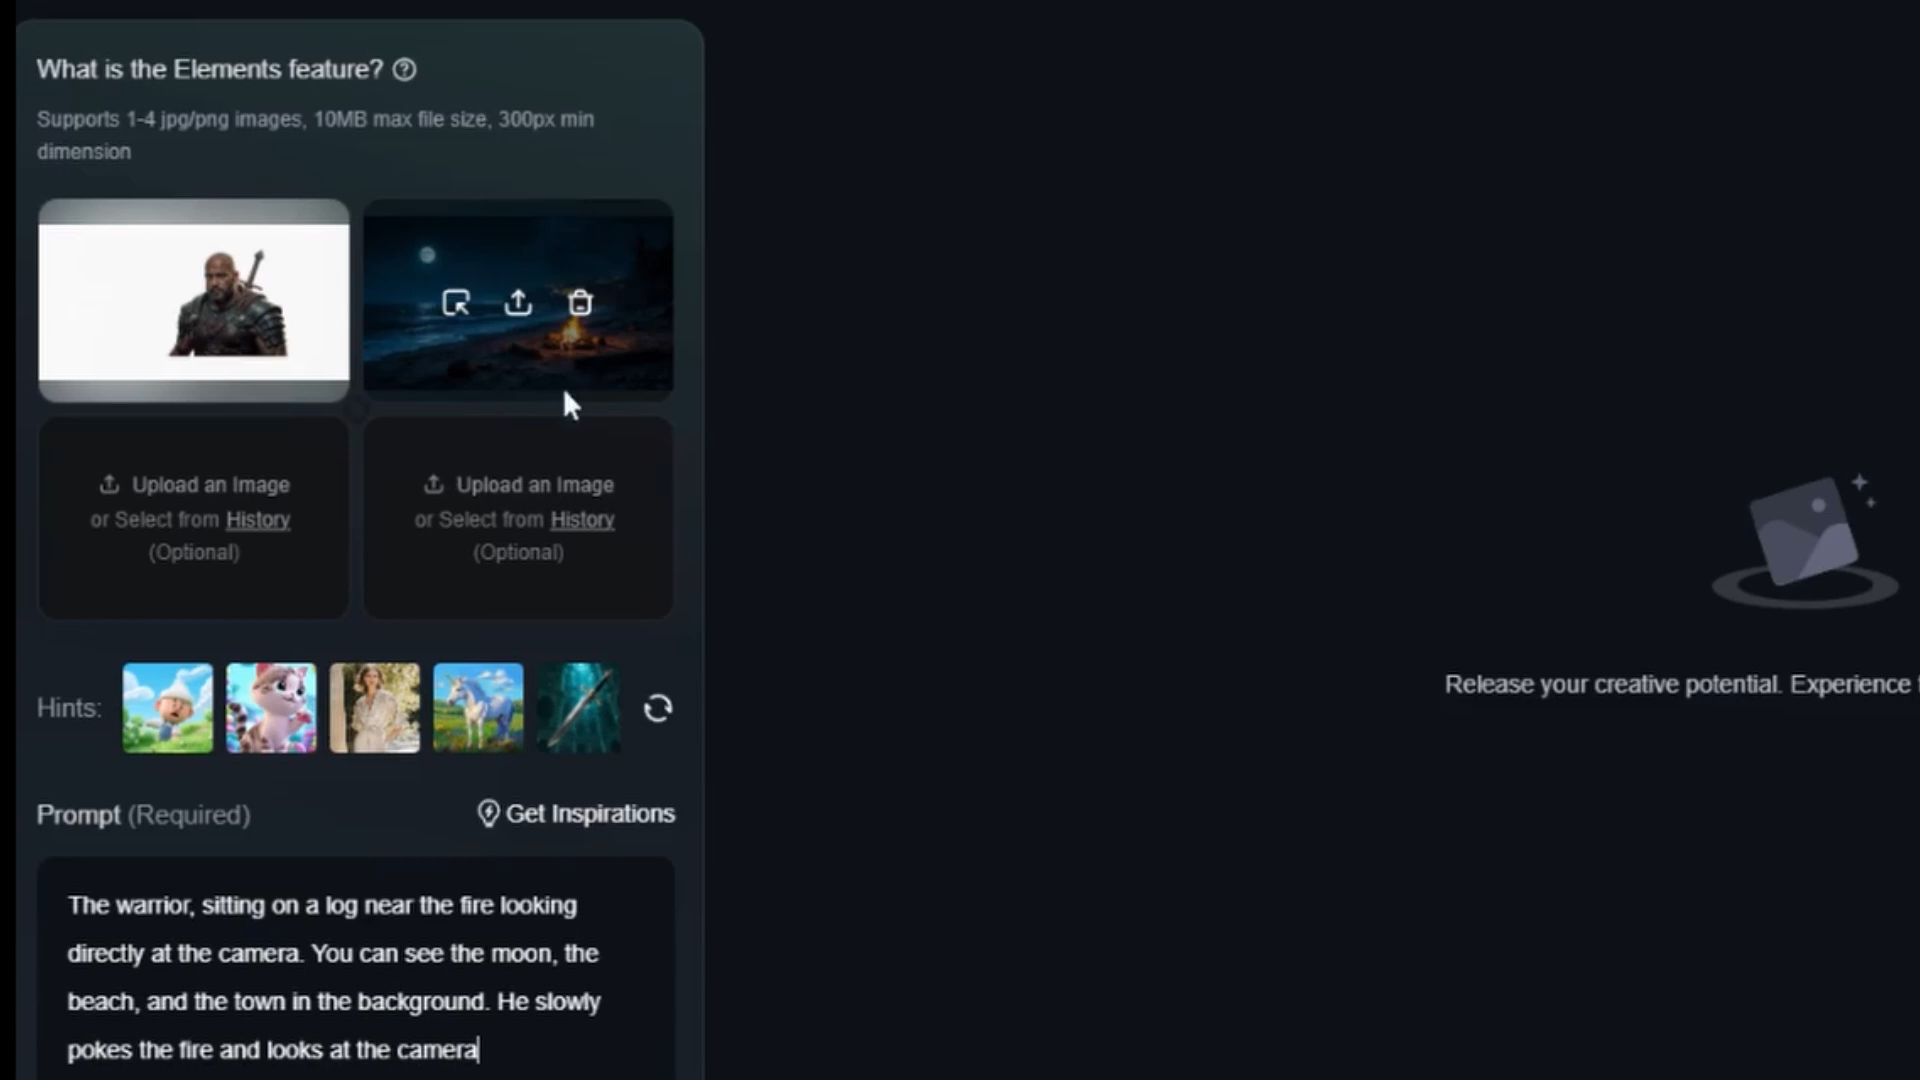 What is the Elements feature?
Supports 1-4 jpg/png images, 10MB max file size, 300px min
dimension
Upload an Image
or Select from History
(Optional)
Upload an Image
or Select from History
(Optional)
Hints:
Release your creative potential. Experience
Prompt (Required)
Get Inspirations
The warrior, sitting on a log near the fire looking
directly at the camera. You can see the moon, the
beach, and the town in the background. He slowly
pokes the fire and looks at the camera